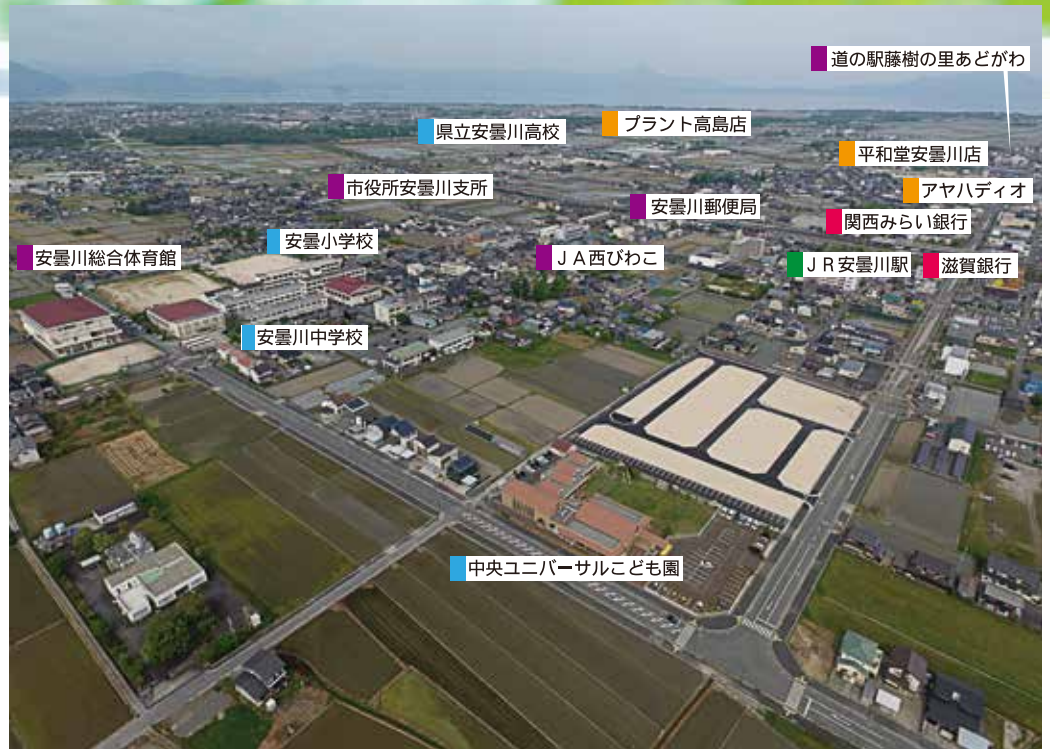 道の駅藤樹の里あどがわ
県立安曇川高校
プラント高島店
平和堂安曇川店
市役所安曇川支所
アヤハディオ
安曇川郵便局
関西みらい銀行
安曇小学校
安曇川総合体育館
ＪＡ西びわこ
ＪＲ安曇川駅
滋賀銀行
安曇川中学校
中央ユニバーサルこども園